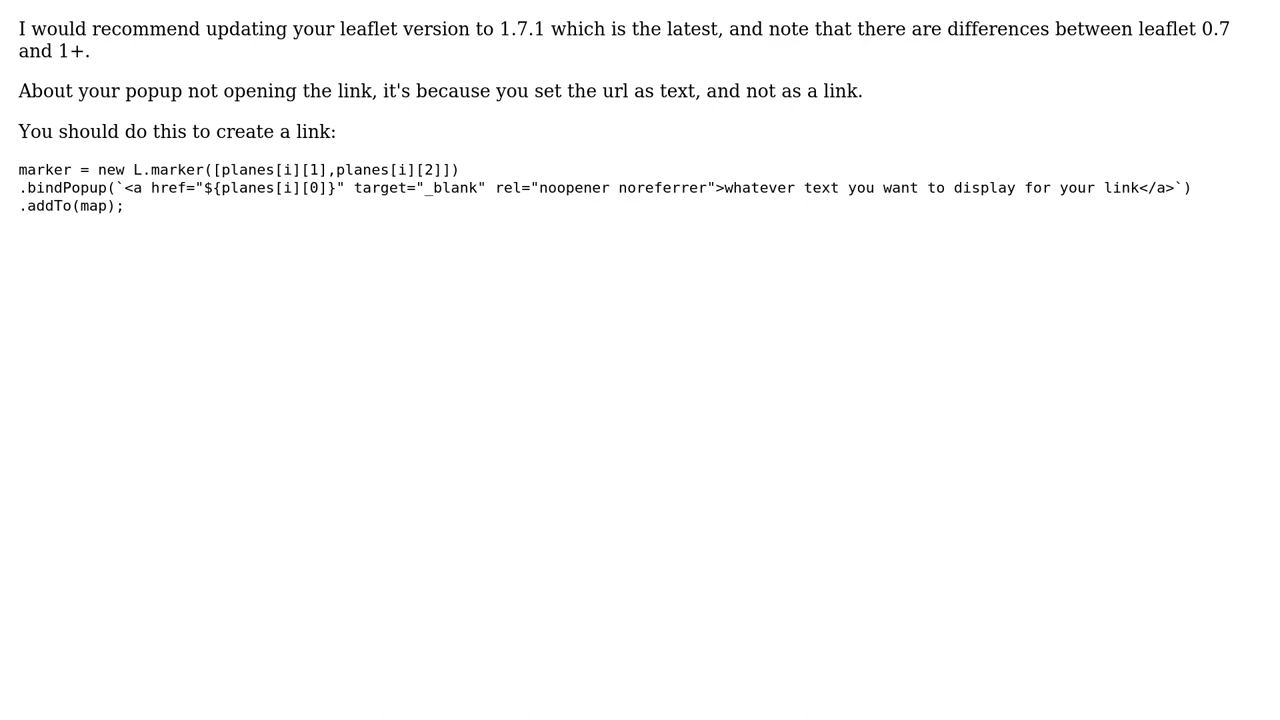 I would recommend updating your leaflet version to 1.7.1 which is the latest, and note that there are differences between leaflet 0.7
and 1+.
About your popup not opening the link, it's because you set the url as text, and not as a link.
You should do this to create a link:
marker = new L.marker([planes[i][1],planes[i][2]])
.bindPopup(`<a href="${planes[i][0]}" target="_blank" rel="noopener noreferrer">whatever text you want to display for your link</a>`)
.addTo(map);